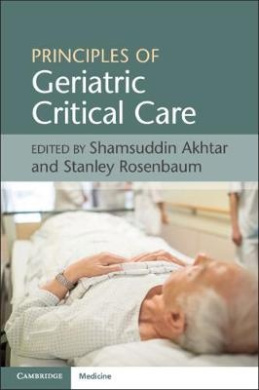 PRINCIPLES OF
Geriatric
Critical Care
EDITED BY Shamsuddin Akhtar
and Stanley Rosenbaum
CAMBRIDGE Medicine